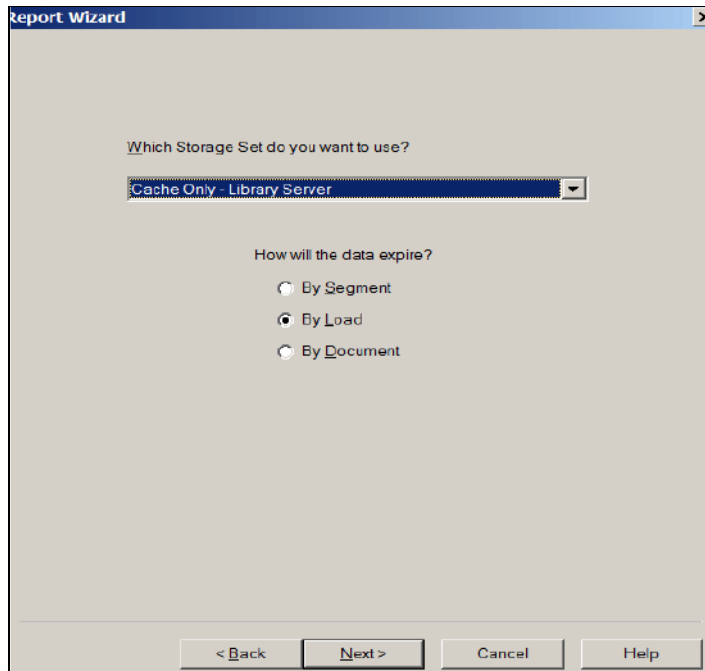 Report Wizard
Which Storage Set do you want to use?
Cache Only - Library Server
How will the data expire?
By Segment
By Load
By Document
< Back Next > Cancel Help